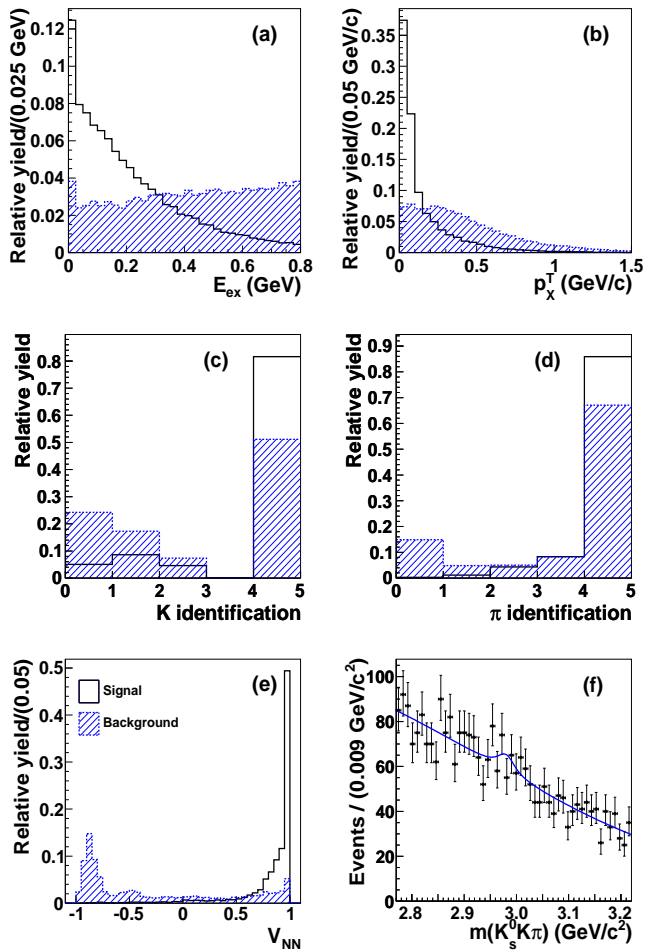 Relative yield/(0.025 GeV)
0.12
0.1
0.08
0.06
0.04
0.02
0
(a)
0 0.2 0.4 0.6 0.8
E_ex (GeV)
Relative yield/(0.05 GeV/c)
0.35
0.3
0.25
0.2
0.15
0.1
0.05
0
(b)
0 0.5 1 1.5
p_X^T (GeV/c)
Relative yield
0.8
0.7
0.6
0.5
0.4
0.3
0.2
0.1
0
(c)
0 1 2 3 4 5
K identification
Relative yield
0.9
0.8
0.7
0.6
0.5
0.4
0.3
0.2
0.1
0
(d)
0 1 2 3 4 5
π identification
Relative yield/(0.05)
0.5
0.4
0.3
0.2
0.1
0
(e)
Signal
Background
-1 -0.5 0 0.5 1
V_NN
Events / (0.009 GeV/c²)
100
80
60
40
20
0
(f)
2.8 2.9 3.0 3.1 3.2
m(K_s^0Kπ) (GeV/c²)